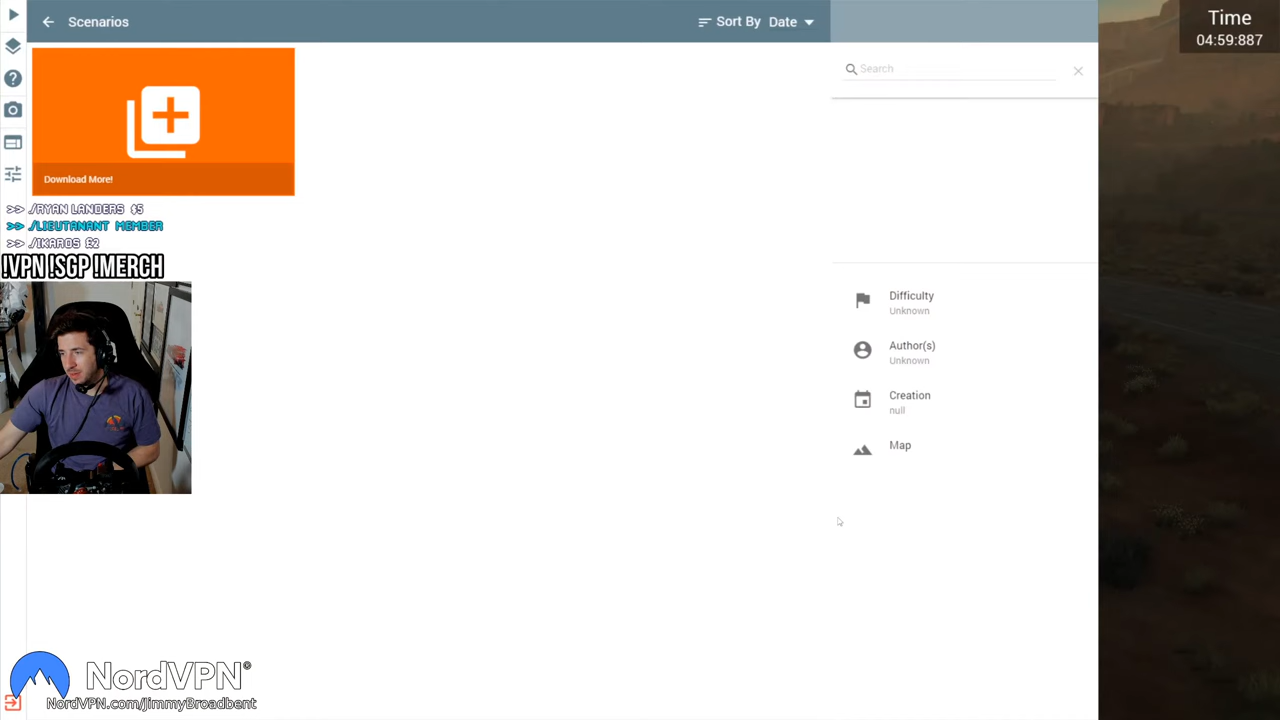 Scenarios
Sort By Date
Search
Time
04:59:887
Download More!
>> ./RYAN LANDERS $5
>> ./LIEUTANANT MEMBER
>> ./IKAROS £2
!VPN !SGP !MERCH
Difficulty
Unknown
Author(s)
Unknown
Creation
null
Map
NordVPN®
NordVPN.com/JimmyBroadbent